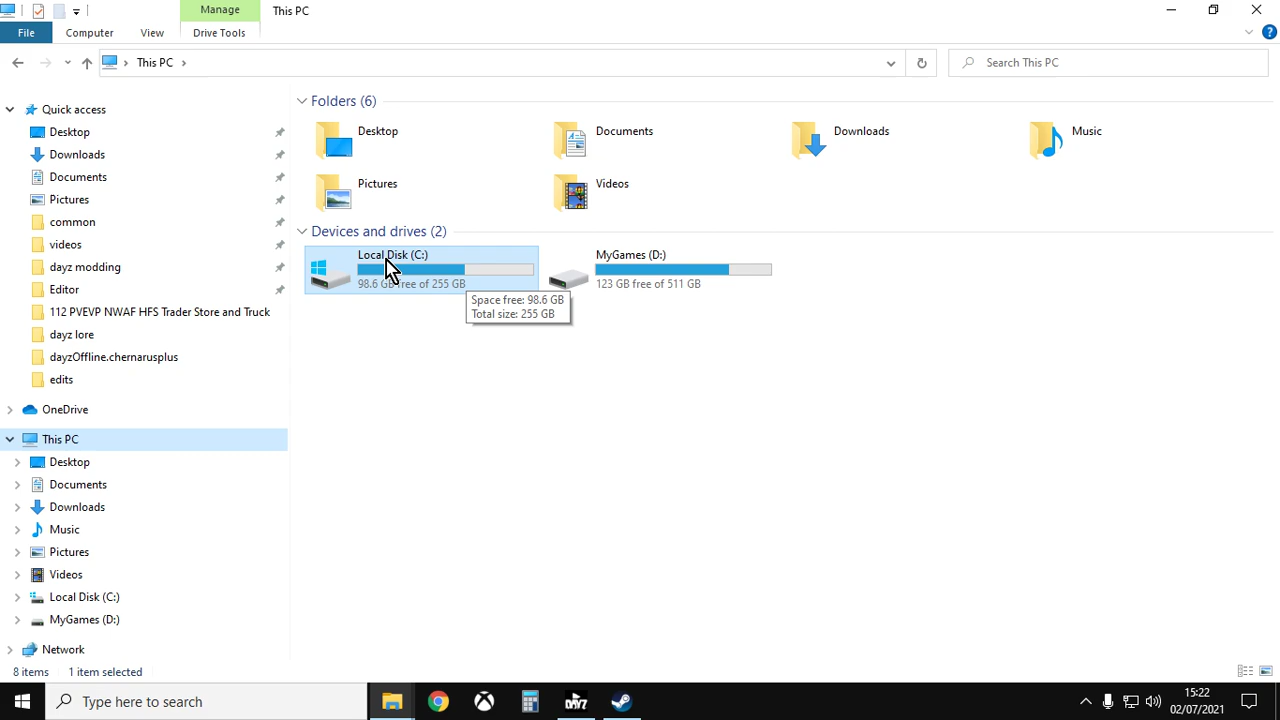 Manage
This PC
File
Computer
View
Drive Tools
This PC
Search This PC
Quick access
Desktop
Downloads
Documents
Pictures
common
videos
dayz modding
Editor
112 PVEVP NWAF HFS Trader Store and Truck
dayz lore
dayzOffline.chernarusplus
edits
OneDrive
This PC
Desktop
Documents
Downloads
Music
Pictures
Videos
Local Disk (C:)
MyGames (D:)
Network
Folders (6)
Desktop
Documents
Downloads
Music
Pictures
Videos
Devices and drives (2)
Local Disk (C:)
98.6 GB free of 255 GB
MyGames (D:)
123 GB free of 511 GB
Space free: 98.6 GB
Total size: 255 GB
8 items
1 item selected
Type here to search
15:22
02/07/2021